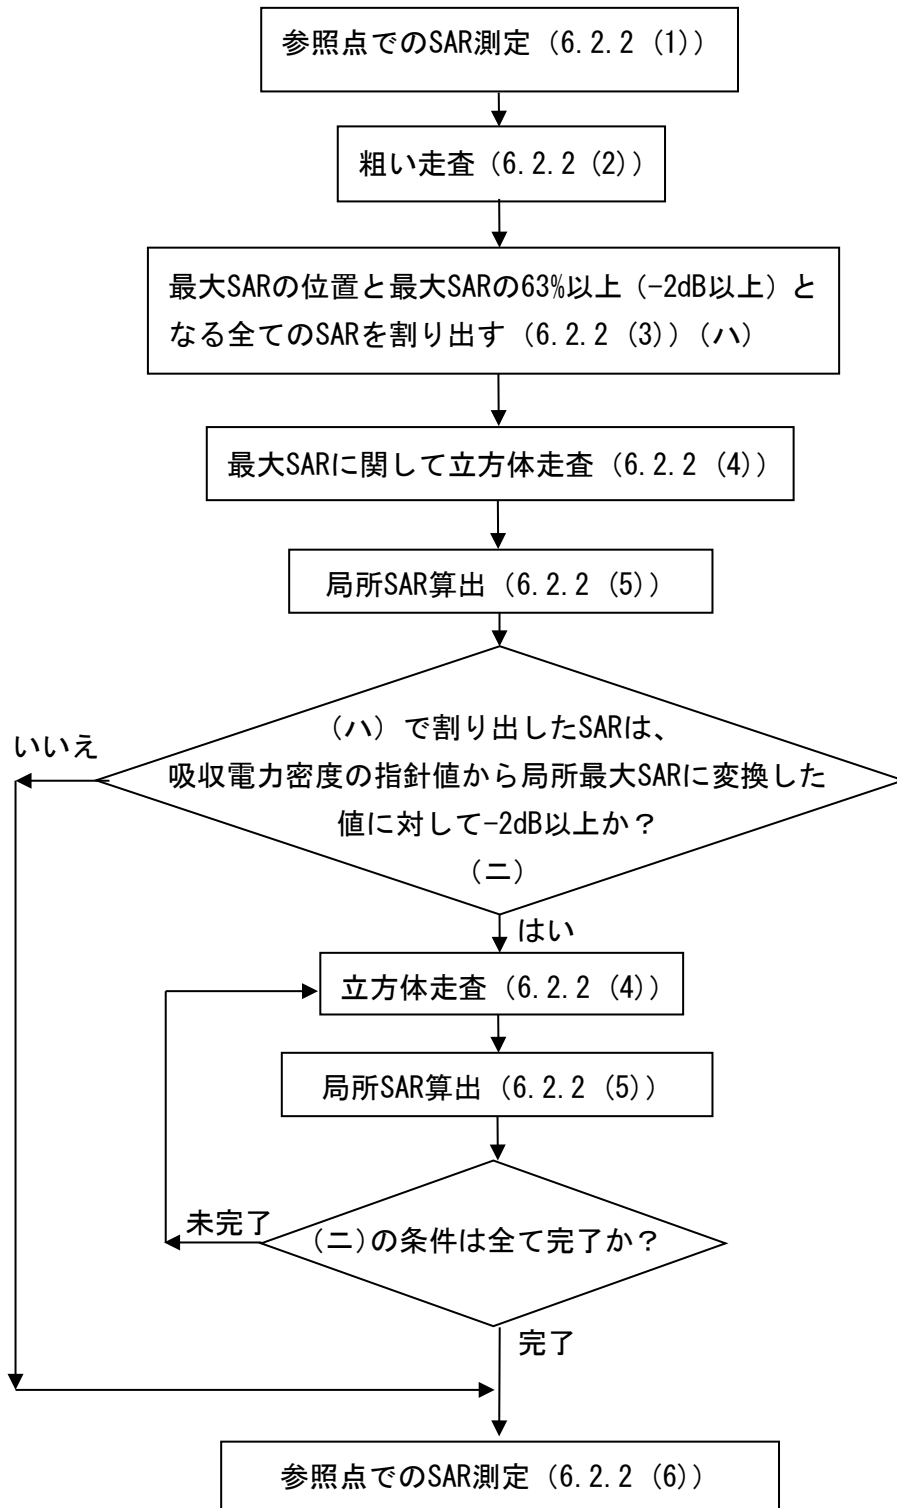 参照点でのSAR測定（6.2.2（1））
粗い走査（6.2.2（2））
最大SARの位置と最大SARの63%以上（-2dB以上）と
なる全てのSARを割り出す（6.2.2（3））（ハ）
最大SARに関して立方体走査（6.2.2（4））
局所SAR算出（6.2.2（5））
（ハ）で割り出したSARは、
吸収電力密度の指針値から局所最大SARに変換した
値に対して-2dB以上か？
（ニ）
いいえ
はい
立方体走査（6.2.2（4））
局所SAR算出（6.2.2（5））
（ニ）の条件は全て完了か？
未完了
完了
参照点でのSAR測定（6.2.2（6））